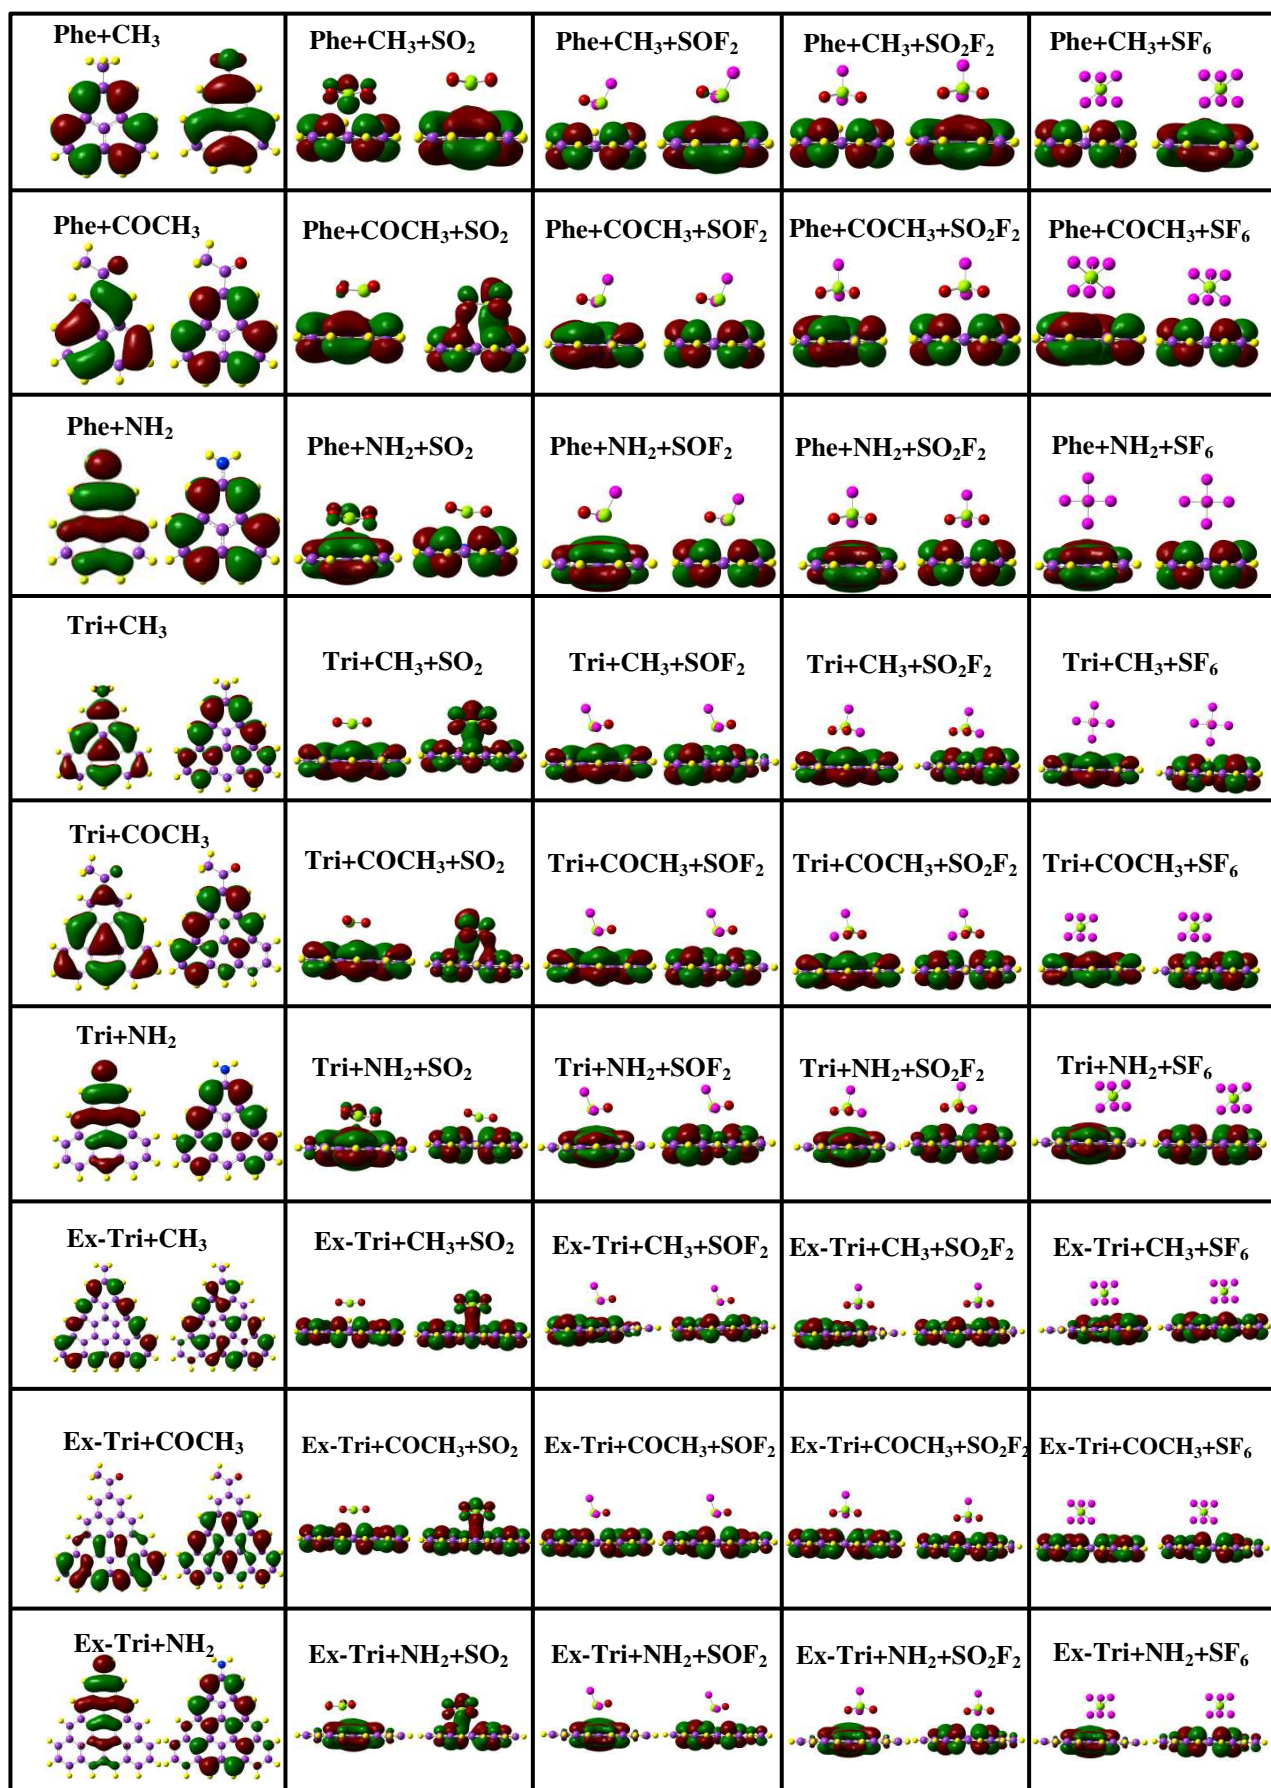 Phe+CH₃
Phe+CH₃+SO₂
Phe+CH₃+SOF₂
Phe+CH₃+SO₂F₂
Phe+CH₃+SF₆
Phe+COCH₃
Phe+COCH₃+SO₂
Phe+COCH₃+SOF₂
Phe+COCH₃+SO₂F₂
Phe+COCH₃+SF₆
Phe+NH₂
Phe+NH₂+SO₂
Phe+NH₂+SOF₂
Phe+NH₂+SO₂F₂
Phe+NH₂+SF₆
Tri+CH₃
Tri+CH₃+SO₂
Tri+CH₃+SOF₂
Tri+CH₃+SO₂F₂
Tri+CH₃+SF₆
Tri+COCH₃
Tri+COCH₃+SO₂
Tri+COCH₃+SOF₂
Tri+COCH₃+SO₂F₂
Tri+COCH₃+SF₆
Tri+NH₂
Tri+NH₂+SO₂
Tri+NH₂+SOF₂
Tri+NH₂+SO₂F₂
Tri+NH₂+SF₆
Ex-Tri+CH₃
Ex-Tri+CH₃+SO₂
Ex-Tri+CH₃+SOF₂
Ex-Tri+CH₃+SO₂F₂
Ex-Tri+CH₃+SF₆
Ex-Tri+COCH₃
Ex-Tri+COCH₃+SO₂
Ex-Tri+COCH₃+SOF₂
Ex-Tri+COCH₃+SO₂F₂
Ex-Tri+COCH₃+SF₆
Ex-Tri+NH₂
Ex-Tri+NH₂+SO₂
Ex-Tri+NH₂+SOF₂
Ex-Tri+NH₂+SO₂F₂
Ex-Tri+NH₂+SF₆